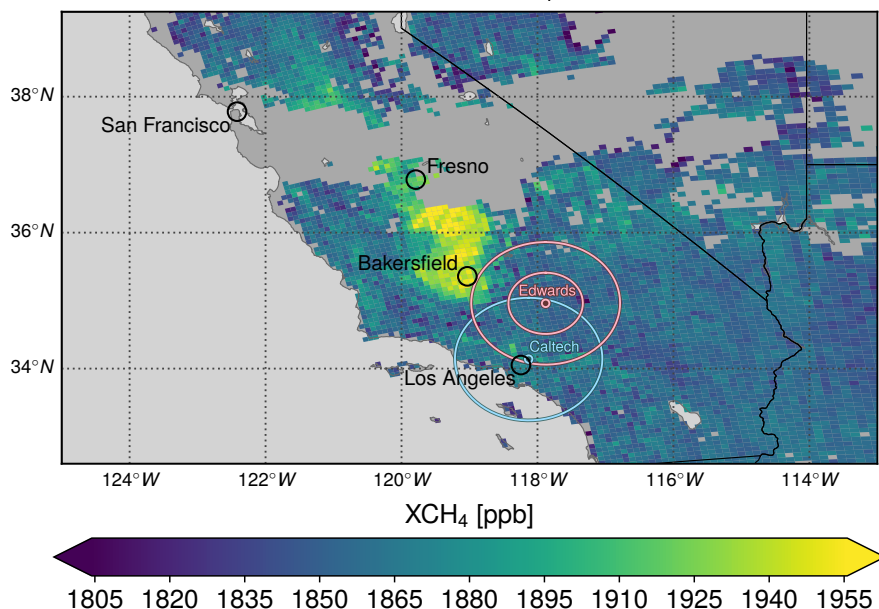 38°N
San Francisco
Fresno
36°N
Bakersfield
Edwards
Caltech
34°N
Los Angeles
124°W 122°W 120°W 118°W 116°W 114°W
XCH₄ [ppb]
1805 1820 1835 1850 1865 1880 1895 1910 1925 1940 1955